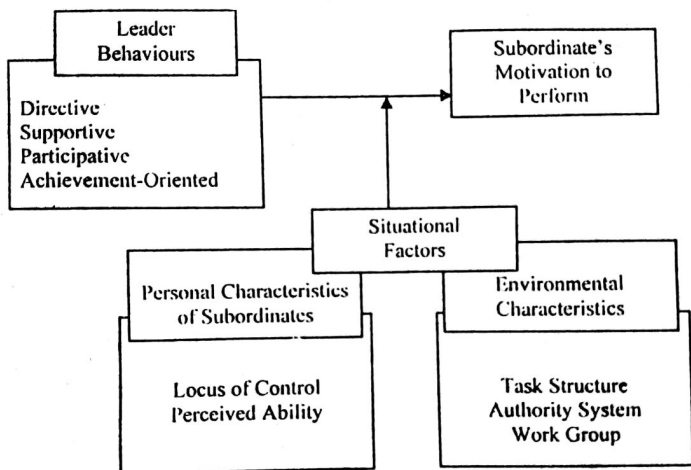 Leader
Behaviours
Directive
Supportive
Participative
Achievement-Oriented
Subordinate's
Motivation to
Perform
Situational
Factors
Personal Characteristics
of Subordinates
Locus of Control
Perceived Ability
Environmental
Characteristics
Task Structure
Authority System
Work Group